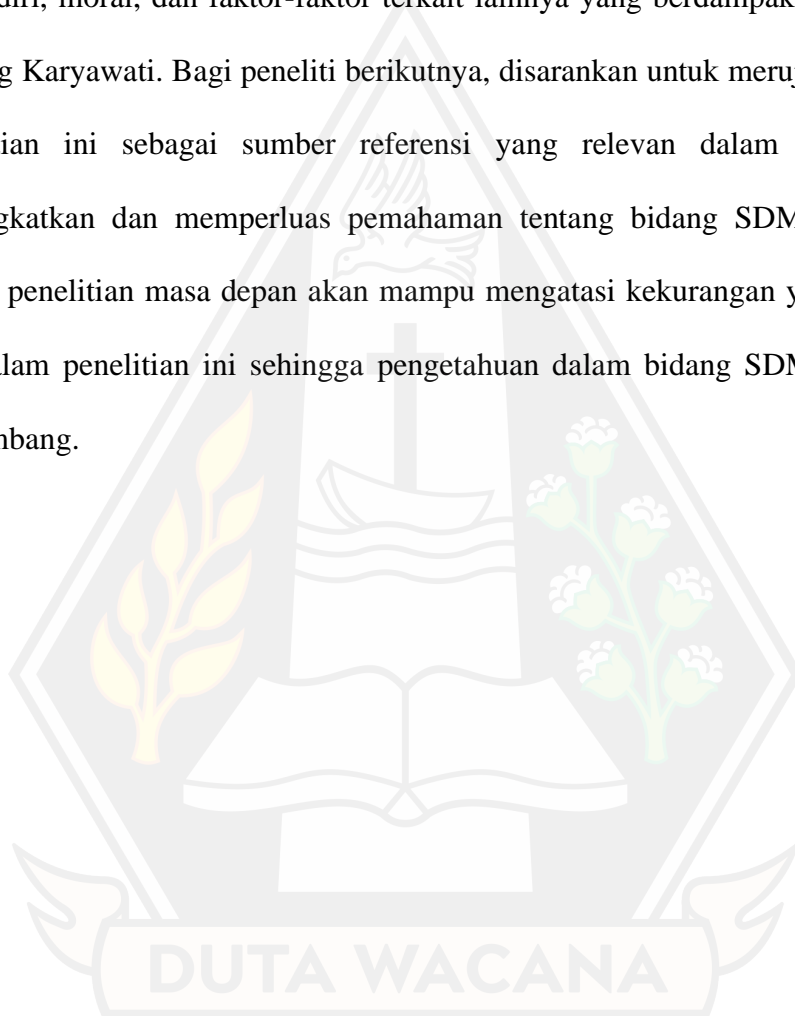 diri, moral, dan faktor-faktor terkait lainnya yang berdampak
g Karyawati. Bagi peneliti berikutnya, disarankan untuk meruj
ian ini sebagai sumber referensi yang relevan dalam
gkatkan dan memperluas pemahaman tentang bidang SDM
penelitian masa depan akan mampu mengatasi kekurangan y
alam penelitian ini sehingga pengetahuan dalam bidang SDM
mbang.
DUTA WACANA